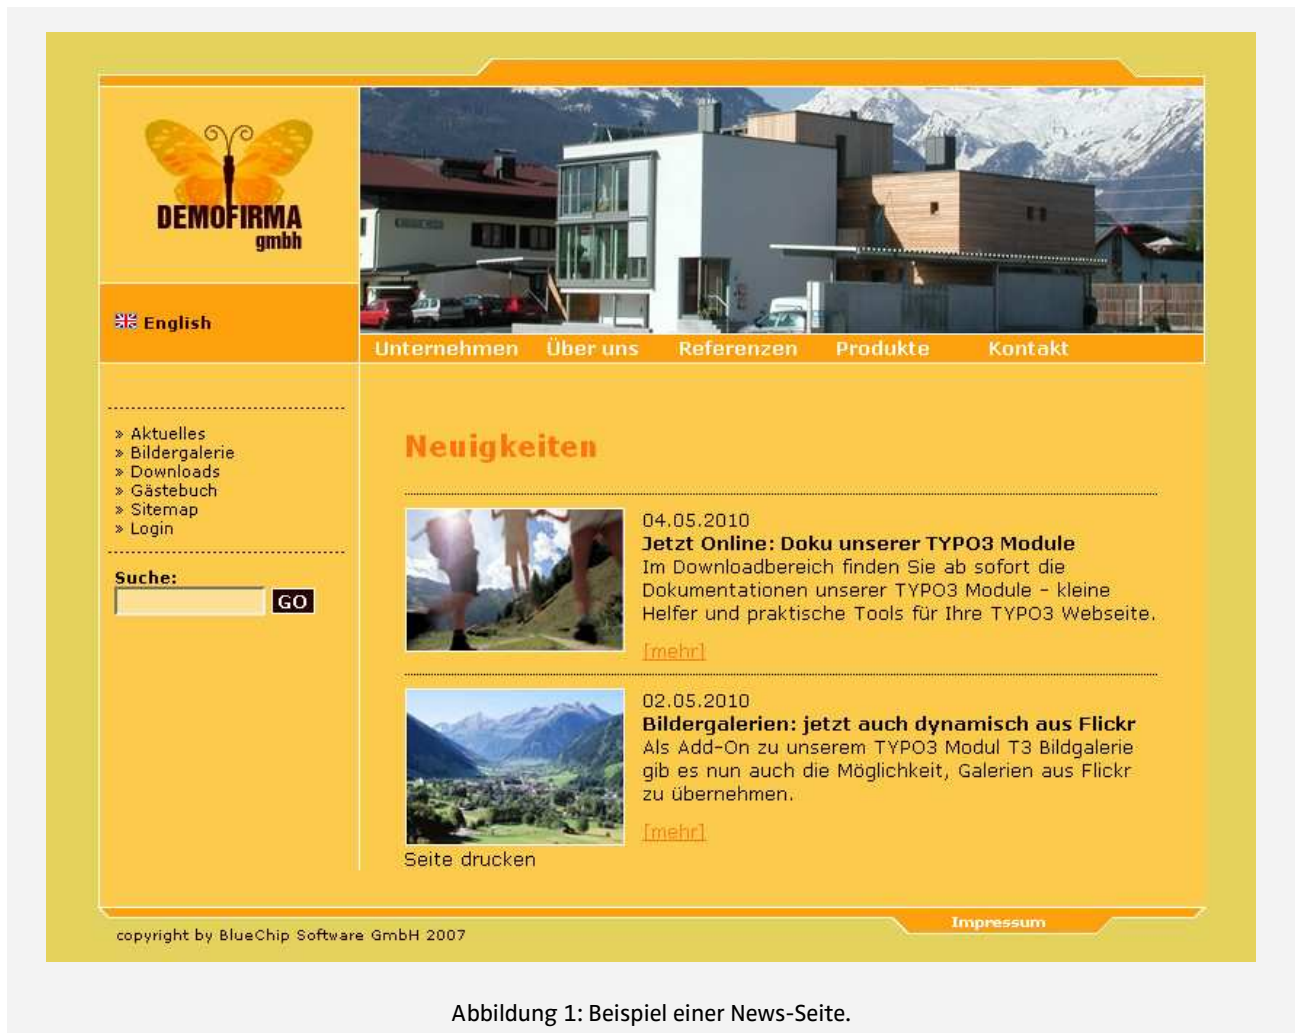 DEMOFIRMA
gmbh
English
Unternehmen Über uns Referenzen Produkte Kontakt
» Aktuelles
» Bildergalerie
» Downloads
» Gästebuch
» Sitemap
» Login
Suche:
GO
Neuigkeiten
04.05.2010
Jetzt Online: Doku unserer TYPO3 Module
Im Downloadbereich finden Sie ab sofort die
Dokumentationen unserer TYPO3 Module - kleine
Helfer und praktische Tools für Ihre TYPO3 Webseite.
[mehr]
02.05.2010
Bildergalerien: jetzt auch dynamisch aus Flickr
Als Add-On zu unserem TYPO3 Modul T3 Bildgalerie
gib es nun auch die Möglichkeit, Galerien aus Flickr
zu übernehmen.
[mehr]
Seite drucken
Impressum
copyright by BlueChip Software GmbH 2007
Abbildung 1: Beispiel einer News-Seite.